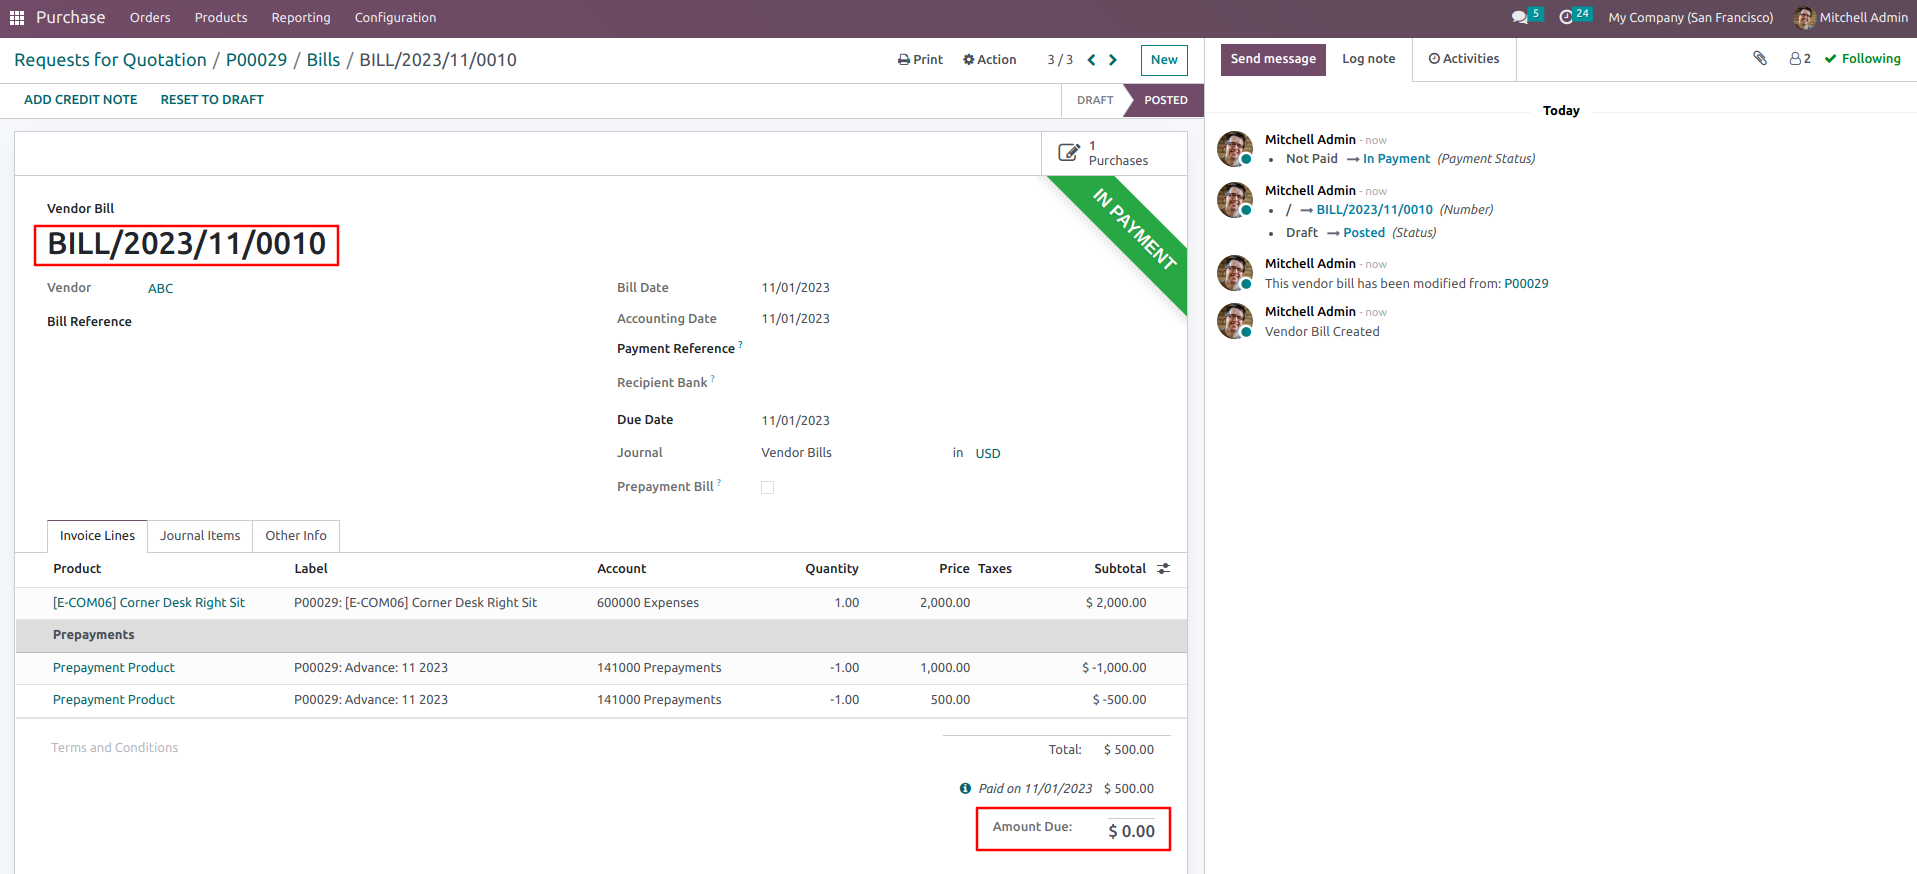 Purchase Orders Products Reporting Configuration 5 24 My Company (San Francisco) Mitchell Admin
Requests for Quotation / P00029 / Bills / BILL/2023/11/0010 Print Action 3 / 3 New
ADD CREDIT NOTE RESET TO DRAFT DRAFT POSTED
1
Purchases
IN PAYMENT
Vendor Bill
BILL/2023/11/0010
Vendor ABC
Bill Reference
Bill Date 11/01/2023
Accounting Date 11/01/2023
Payment Reference ?
Recipient Bank ?
Due Date 11/01/2023
Journal Vendor Bills in USD
Prepayment Bill ?
Invoice Lines Journal Items Other Info
Product Label Account Quantity Price Taxes Subtotal
[E-COM06] Corner Desk Right Sit P00029: [E-COM06] Corner Desk Right Sit 600000 Expenses 1.00 2,000.00 $ 2,000.00
Prepayments
Prepayment Product P00029: Advance: 11 2023 141000 Prepayments -1.00 1,000.00 $ -1,000.00
Prepayment Product P00029: Advance: 11 2023 141000 Prepayments -1.00 500.00 $ -500.00
Terms and Conditions
Total: $ 500.00
Paid on 11/01/2023 $ 500.00
Amount Due: $ 0.00
Send message Log note Activities 2 Following
Today
Mitchell Admin - now
• Not Paid → In Payment (Payment Status)
Mitchell Admin - now
• / → BILL/2023/11/0010 (Number)
• Draft → Posted (Status)
Mitchell Admin - now
This vendor bill has been modified from: P00029
Mitchell Admin - now
Vendor Bill Created